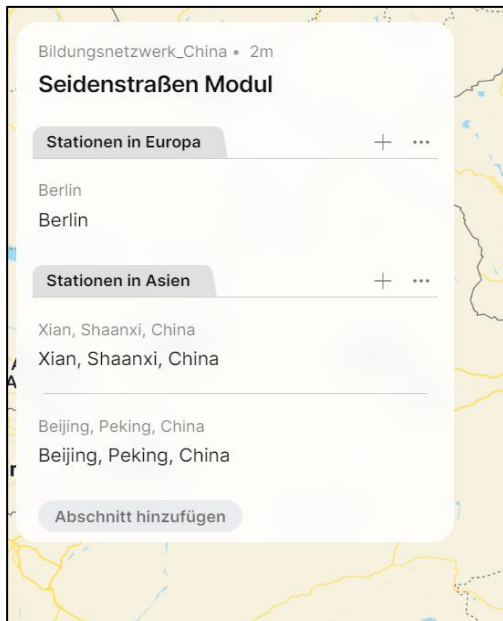 Bildungsnetzwerk_China • 2m
Seidenstraßen Modul
Stationen in Europa
Berlin
Berlin
Stationen in Asien
Xian, Shaanxi, China
Xian, Shaanxi, China
Beijing, Peking, China
Beijing, Peking, China
Abschnitt hinzufügen